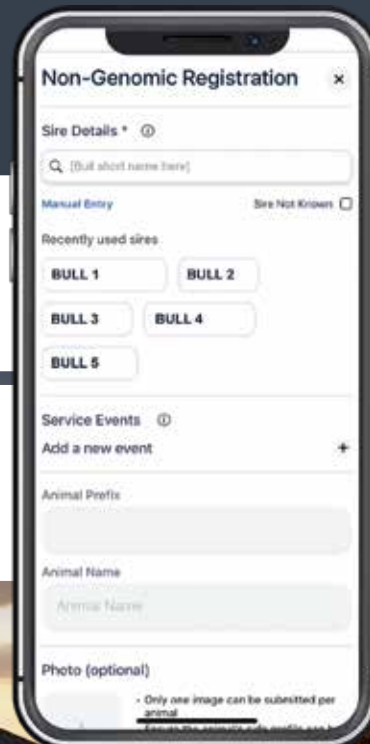 Non-Genomic Registration ×
Sire Details * ⓘ
[Bull short name here]
Manual Entry Sire Not Known
Recently used sires
BULL 1 BULL 2
BULL 3 BULL 4
BULL 5
Service Events ⓘ
Add a new event +
Animal Prefix
Animal Name
Animal Name
Photo (optional)
- Only one image can be submitted per
animal